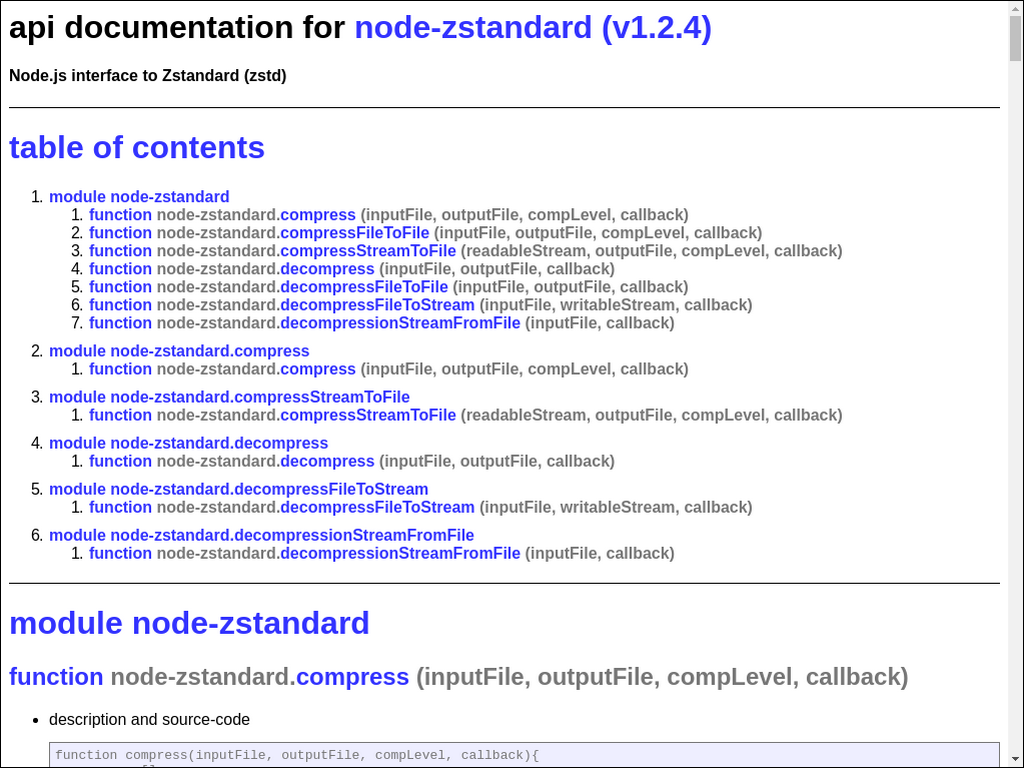 api documentation for node-zstandard (v1.2.4)
Node.js interface to Zstandard (zstd)
table of contents
1. module node-zstandard
1. function node-zstandard.compress (inputFile, outputFile, compLevel, callback)
2. function node-zstandard.compressFileToFile (inputFile, outputFile, compLevel, callback)
3. function node-zstandard.compressStreamToFile (readableStream, outputFile, compLevel, callback)
4. function node-zstandard.decompress (inputFile, outputFile, callback)
5. function node-zstandard.decompressFileToFile (inputFile, outputFile, callback)
6. function node-zstandard.decompressFileToStream (inputFile, writableStream, callback)
7. function node-zstandard.decompressionStreamFromFile (inputFile, callback)
2. module node-zstandard.compress
1. function node-zstandard.compress (inputFile, outputFile, compLevel, callback)
3. module node-zstandard.compressStreamToFile
1. function node-zstandard.compressStreamToFile (readableStream, outputFile, compLevel, callback)
4. module node-zstandard.decompress
1. function node-zstandard.decompress (inputFile, outputFile, callback)
5. module node-zstandard.decompressFileToStream
1. function node-zstandard.decompressFileToStream (inputFile, writableStream, callback)
6. module node-zstandard.decompressionStreamFromFile
1. function node-zstandard.decompressionStreamFromFile (inputFile, callback)
module node-zstandard
function node-zstandard.compress (inputFile, outputFile, compLevel, callback)
• description and source-code
function compress(inputFile, outputFile, compLevel, callback){